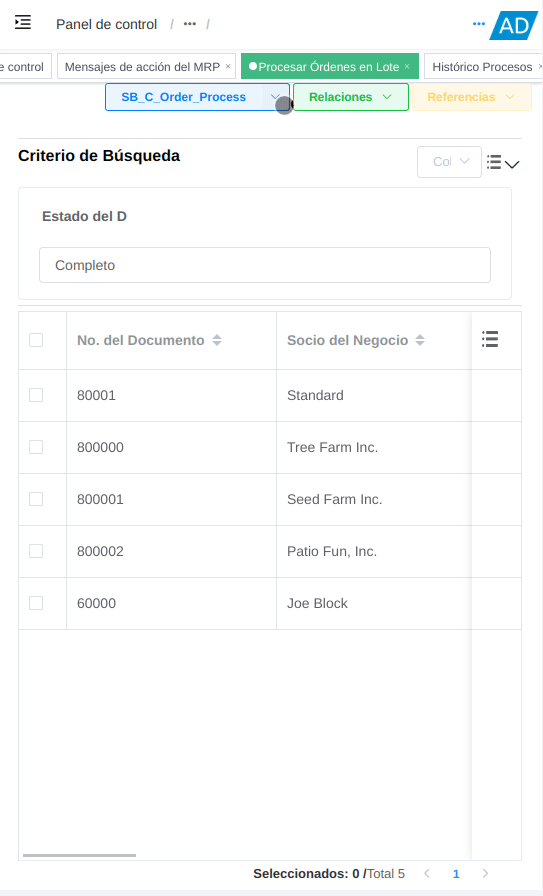 Panel de control / ••• /
••• AD
e control
Mensajes de acción del MRP ×
Procesar Órdenes en Lote ×
Histórico Procesos ×
SB_C_Order_Process
Relaciones
Referencias
Criterio de Búsqueda
Col
Estado del D
Completo
No. del Documento Socio del Negocio
80001 Standard
800000 Tree Farm Inc.
800001 Seed Farm Inc.
800002 Patio Fun, Inc.
60000 Joe Block
Seleccionados: 0 /Total 5 < 1 >